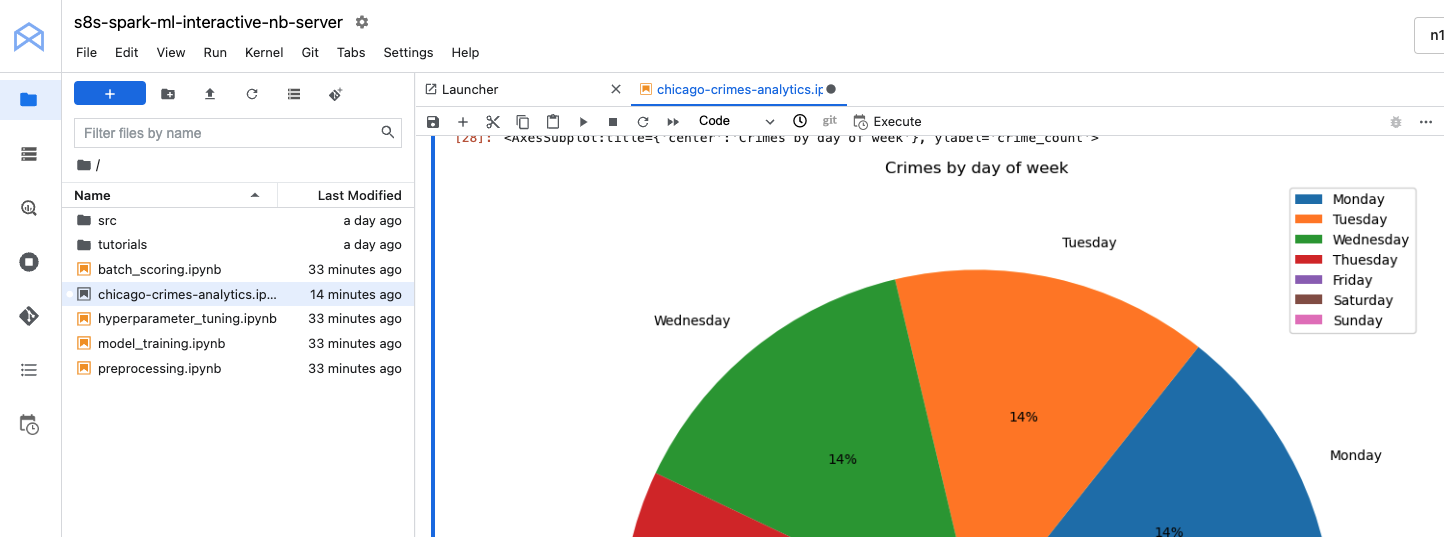 s8s-spark-ml-interactive-nb-server
n1
File Edit View Run Kernel Git Tabs Settings Help
Launcher
chicago-crimes-analytics.ip
Filter files by name
/
Name Last Modified
src a day ago
tutorials a day ago
batch_scoring.ipynb 33 minutes ago
chicago-crimes-analytics.ip... 14 minutes ago
hyperparameter_tuning.ipynb 33 minutes ago
model_training.ipynb 33 minutes ago
preprocessing.ipynb 33 minutes ago
Code git Execute
[28]: <AxesSubplot:title={'center':'Crimes by day of week'}, ylabel='crime_count'>
Crimes by day of week
Monday
Tuesday
Wednesday
Thuesday
Friday
Saturday
Sunday
Tuesday
Wednesday
Monday
14%
14%
14%